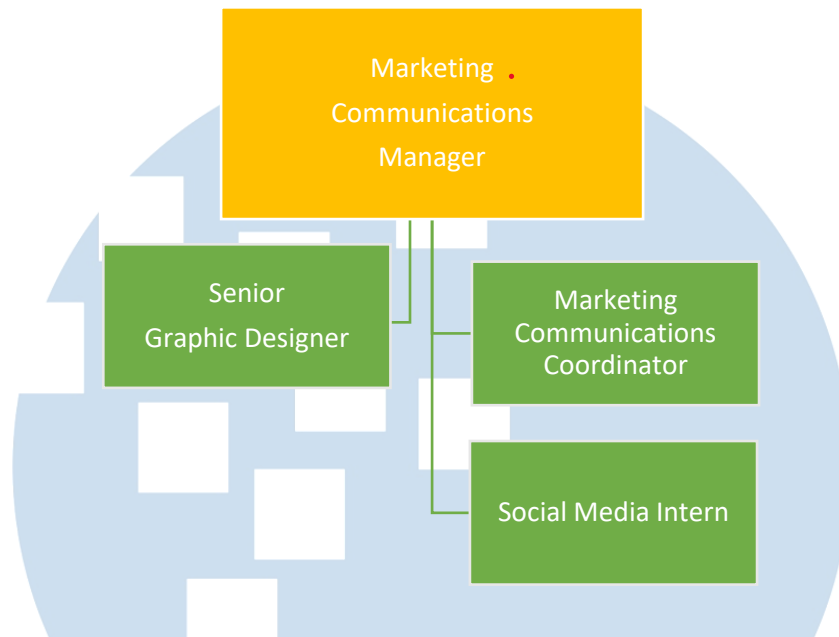 Marketing .
Communications
Manager
Senior
Graphic Designer
Marketing
Communications
Coordinator
Social Media Intern